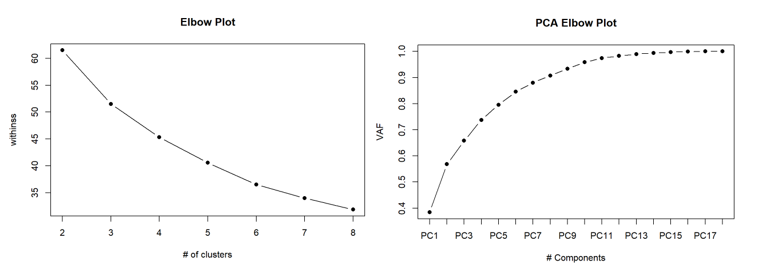 Elbow Plot
withinss
60
55
50
45
40
35
2 3 4 5 6 7 8
# of clusters
PCA Elbow Plot
VAF
1.0
0.9
0.8
0.7
0.6
0.5
0.4
PC1 PC3 PC5 PC7 PC9 PC11 PC13 PC15 PC17
# Components